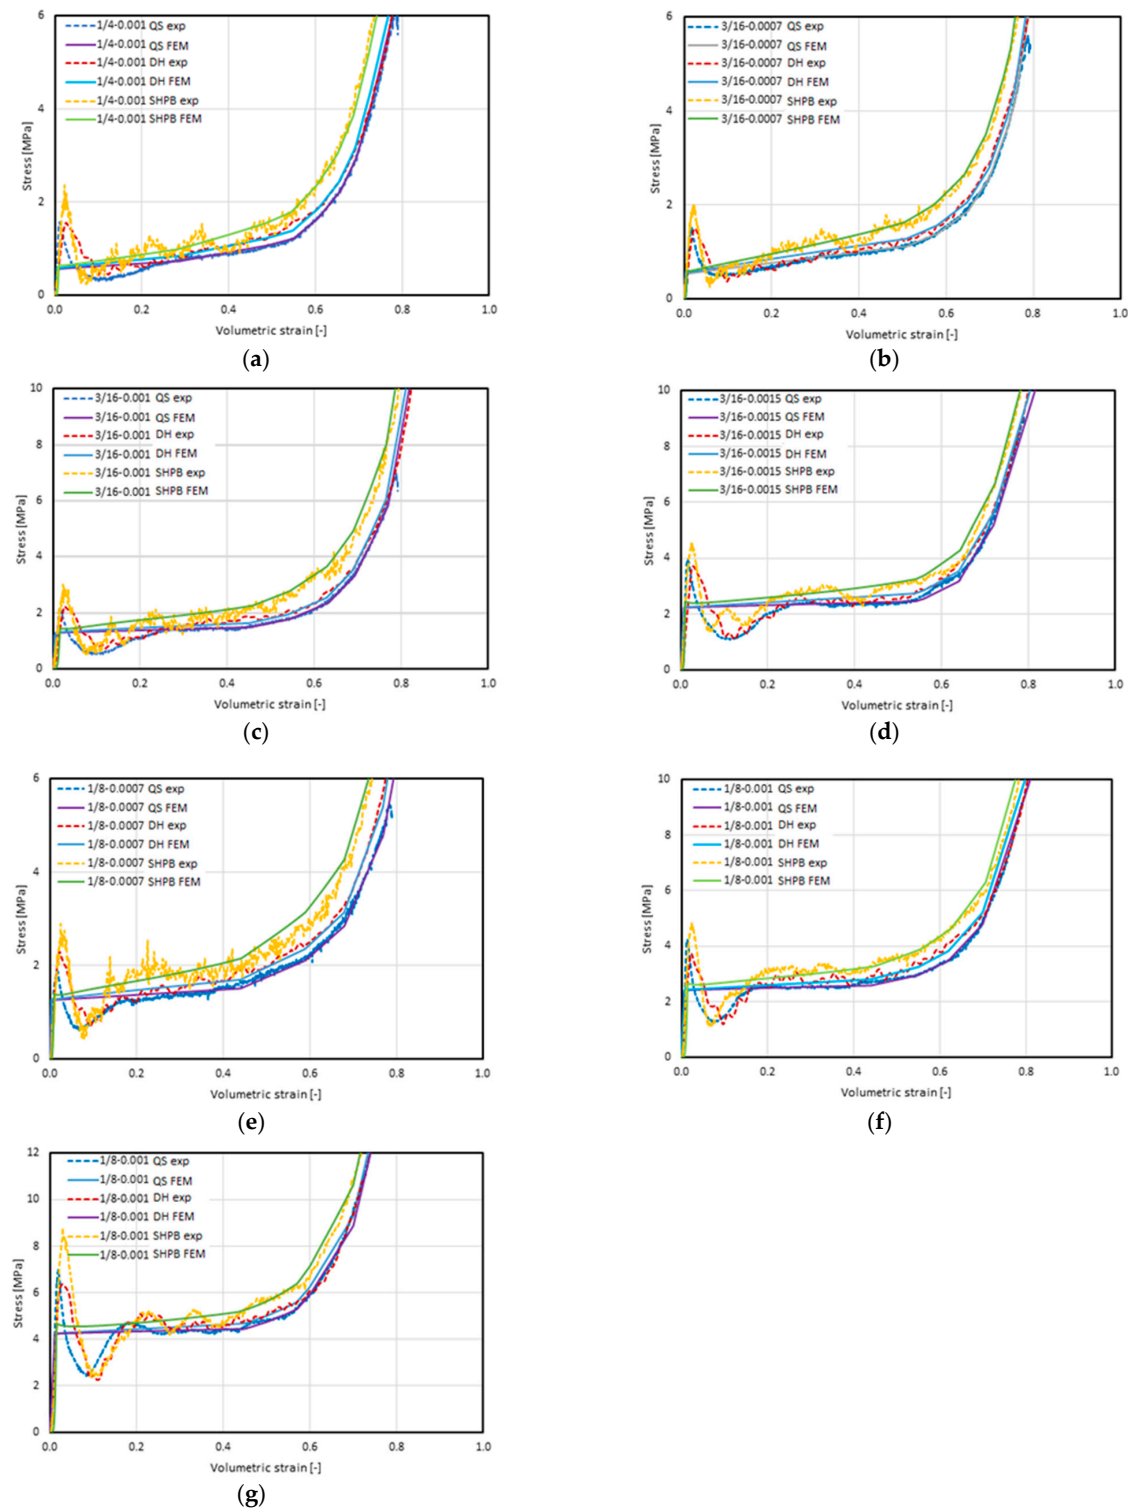 6
1/4-0.001 QS exp
1/4-0.001 QS FEM
1/4-0.001 DH exp
1/4-0.001 DH FEM
1/4-0.001 SHPB exp
1/4-0.001 SHPB FEM
4
Stress [MPa]
2
0
0.0 0.2 0.4 0.6 0.8 1.0
Volumetric strain [-]
(a)
6
3/16-0.0007 QS exp
3/16-0.0007 QS FEM
3/16-0.0007 DH exp
3/16-0.0007 DH FEM
3/16-0.0007 SHPB exp
3/16-0.0007 SHPB FEM
4
Stress [MPa]
2
0
0.0 0.2 0.4 0.6 0.8 1.0
Volumetric strain [-]
(b)
10
3/16-0.001 QS exp
3/16-0.001 QS FEM
3/16-0.001 DH exp
3/16-0.001 DH FEM
3/16-0.001 SHPB exp
3/16-0.001 SHPB FEM
8
6
Stress [MPa]
4
2
0
0.0 0.2 0.4 0.6 0.8 1.0
Volumetric strain [-]
(c)
10
3/16-0.0015 QS exp
3/16-0.0015 QS FEM
3/16-0.0015 DH exp
3/16-0.0015 DH FEM
3/16-0.0015 SHPB exp
3/16-0.0015 SHPB FEM
8
6
Stress [MPa]
4
2
0
0.0 0.2 0.4 0.6 0.8 1.0
Volumetric strain [-]
(d)
6
1/8-0.0007 QS exp
1/8-0.0007 QS FEM
1/8-0.0007 DH exp
1/8-0.0007 DH FEM
1/8-0.0007 SHPB exp
1/8-0.0007 SHPB FEM
4
Stress [MPa]
2
0
0.0 0.2 0.4 0.6 0.8 1.0
Volumetric strain [-]
(e)
10
1/8-0.001 QS exp
1/8-0.001 QS FEM
1/8-0.001 DH exp
1/8-0.001 DH FEM
1/8-0.001 SHPB exp
1/8-0.001 SHPB FEM
8
6
Stress [MPa]
4
2
0
0.0 0.2 0.4 0.6 0.8 1.0
Volumetric strain [-]
(f)
12
1/8-0.001 QS exp
1/8-0.001 QS FEM
1/8-0.001 DH exp
1/8-0.001 DH FEM
1/8-0.001 SHPB exp
1/8-0.001 SHPB FEM
10
8
6
Stress [MPa]
4
2
0
0.0 0.2 0.4 0.6 0.8 1.0
Volumetric strain [-]
(g)